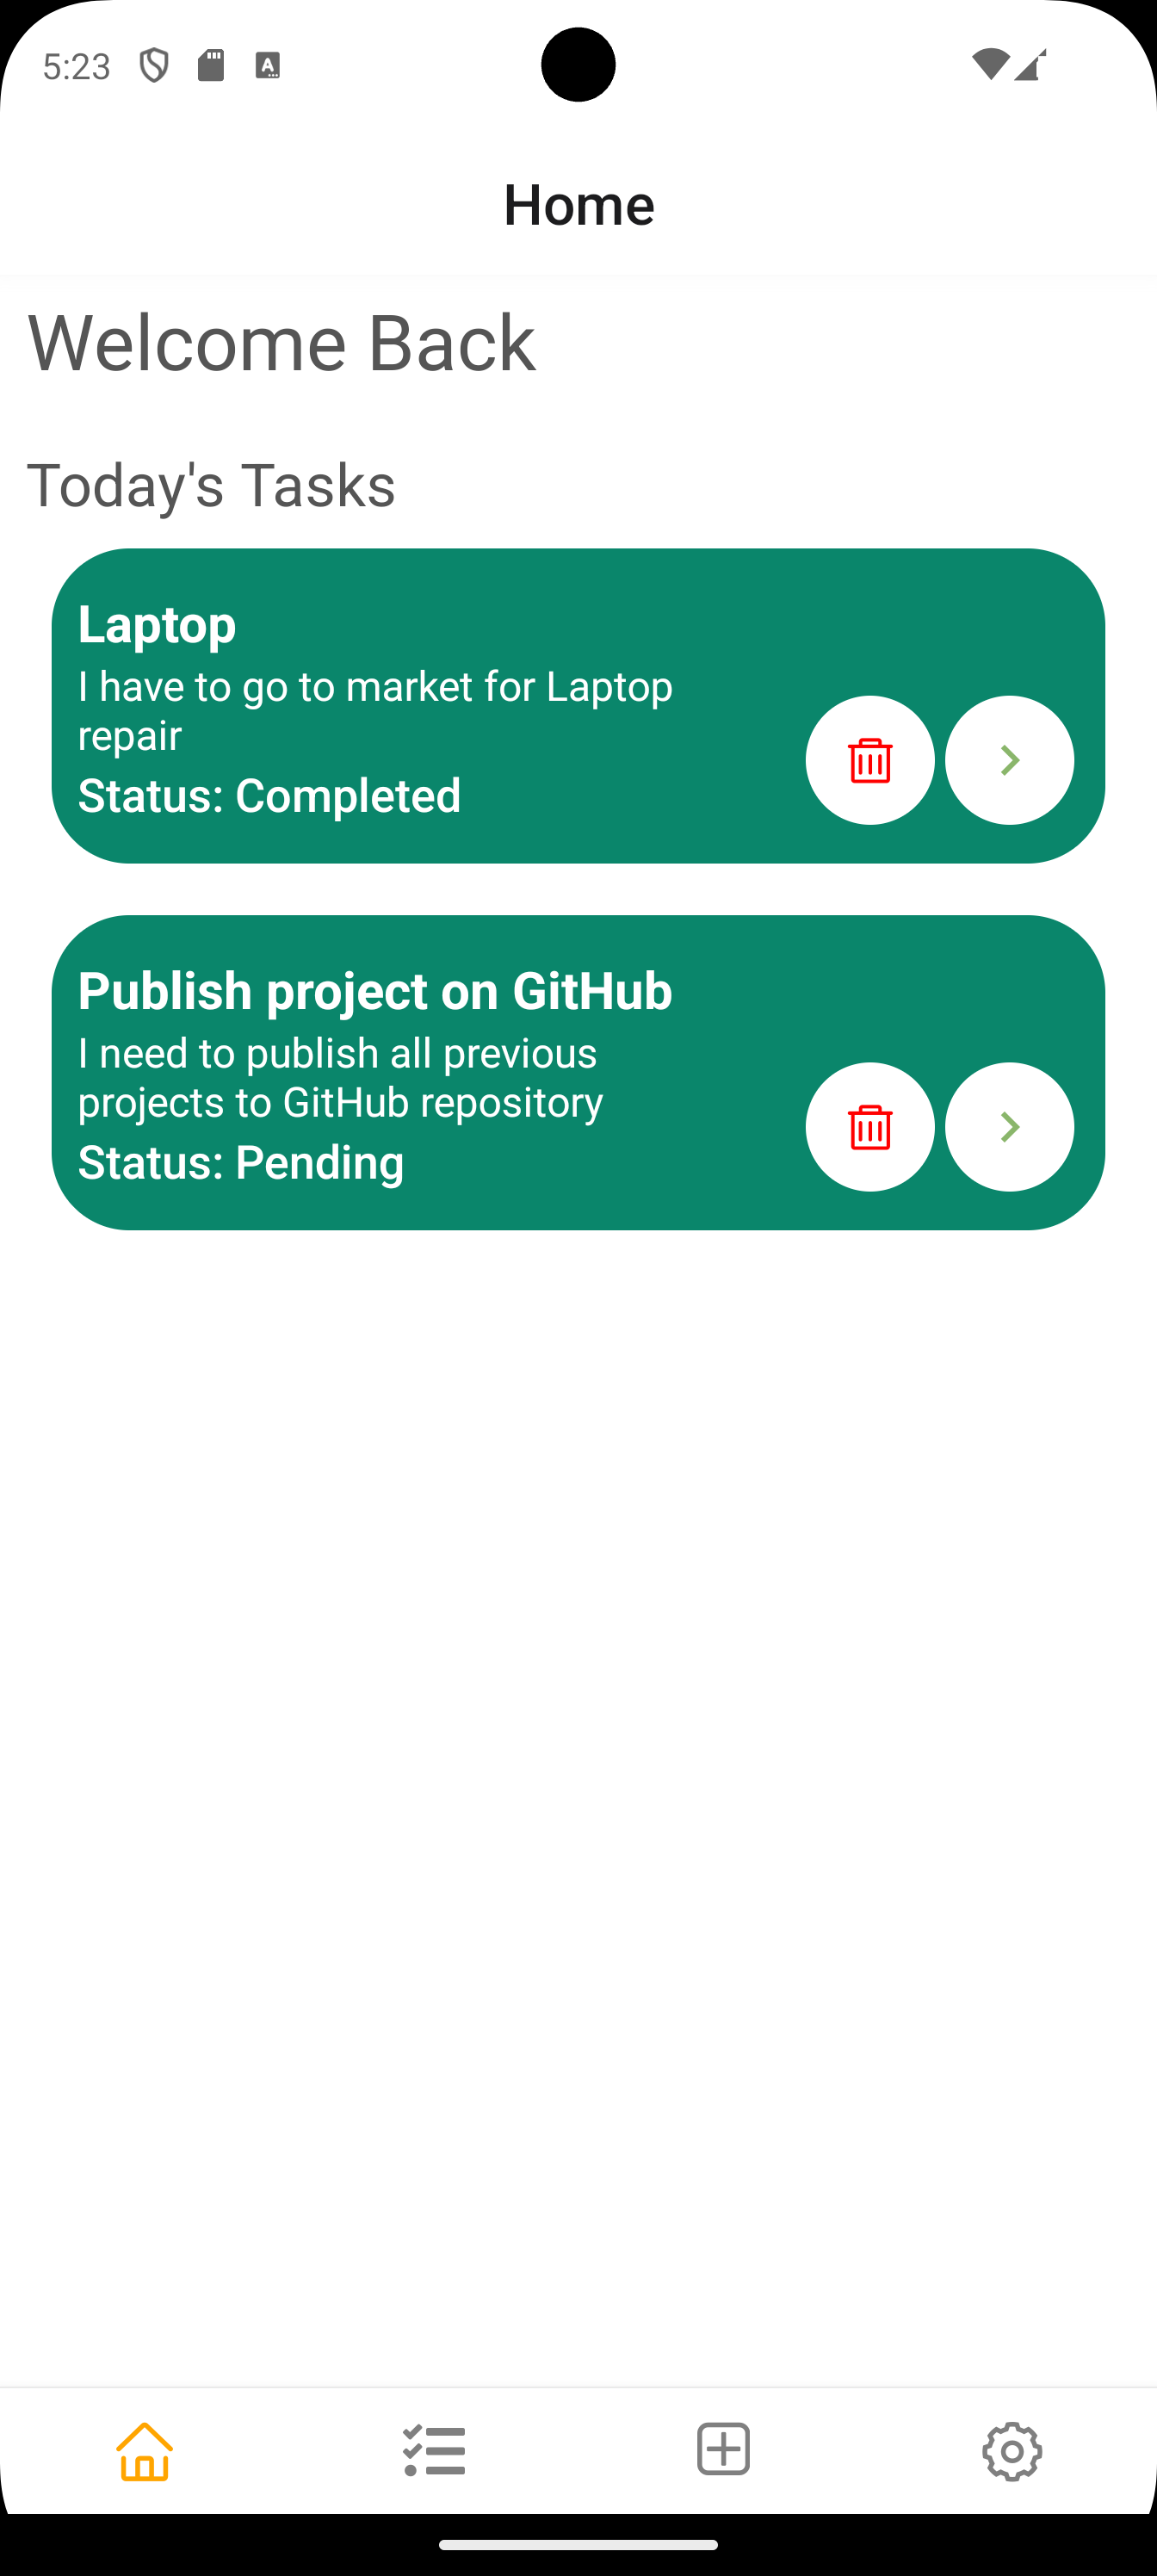 5:23
Home
Welcome Back
Today's Tasks
Laptop
I have to go to market for Laptop
repair
Status: Completed
Publish project on GitHub
I need to publish all previous
projects to GitHub repository
Status: Pending